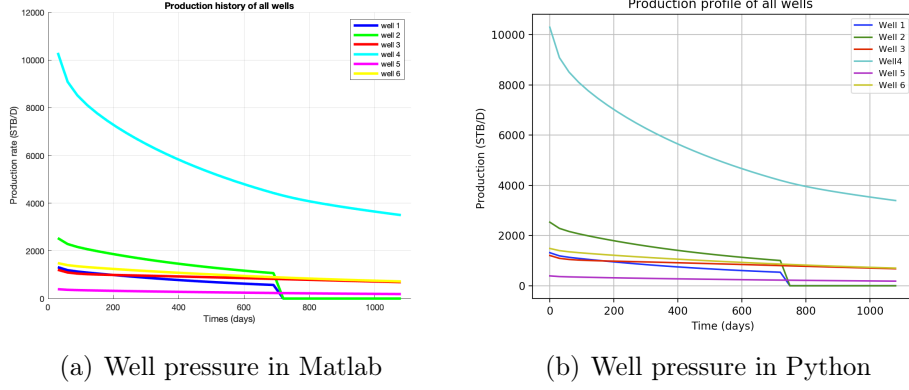 Production history of all wells
12000
10000
8000
6000
4000
2000
0
0 200 400 600 800 1000
Production rate (STB/D)
Times (days)
well 1
well 2
well 3
well 4
well 5
well 6
(a) Well pressure in Matlab
Production profile of all wells
10000
8000
6000
4000
2000
0
0 200 400 600 800 1000
Production (STB/D)
Time (days)
Well 1
Well 2
Well 3
Well4
Well 5
Well 6
(b) Well pressure in Python